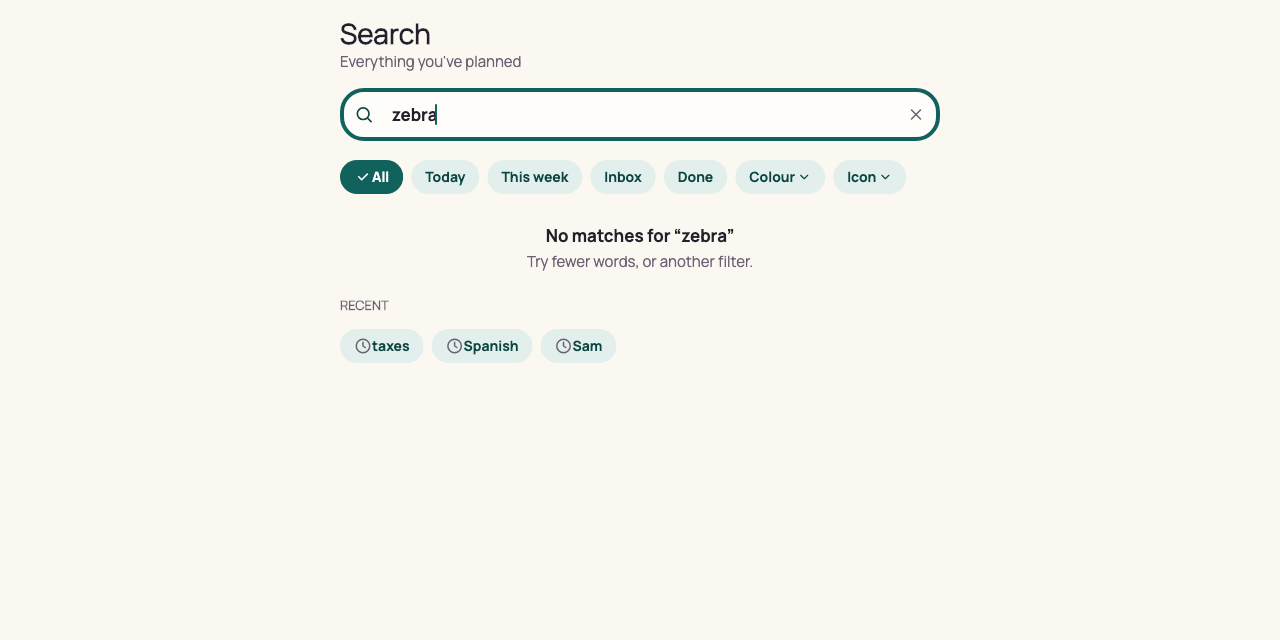 Search
Everything you've planned
zebra
All Today This week Inbox Done Colour Icon
No matches for “zebra”
Try fewer words, or another filter.
RECENT
taxes Spanish Sam